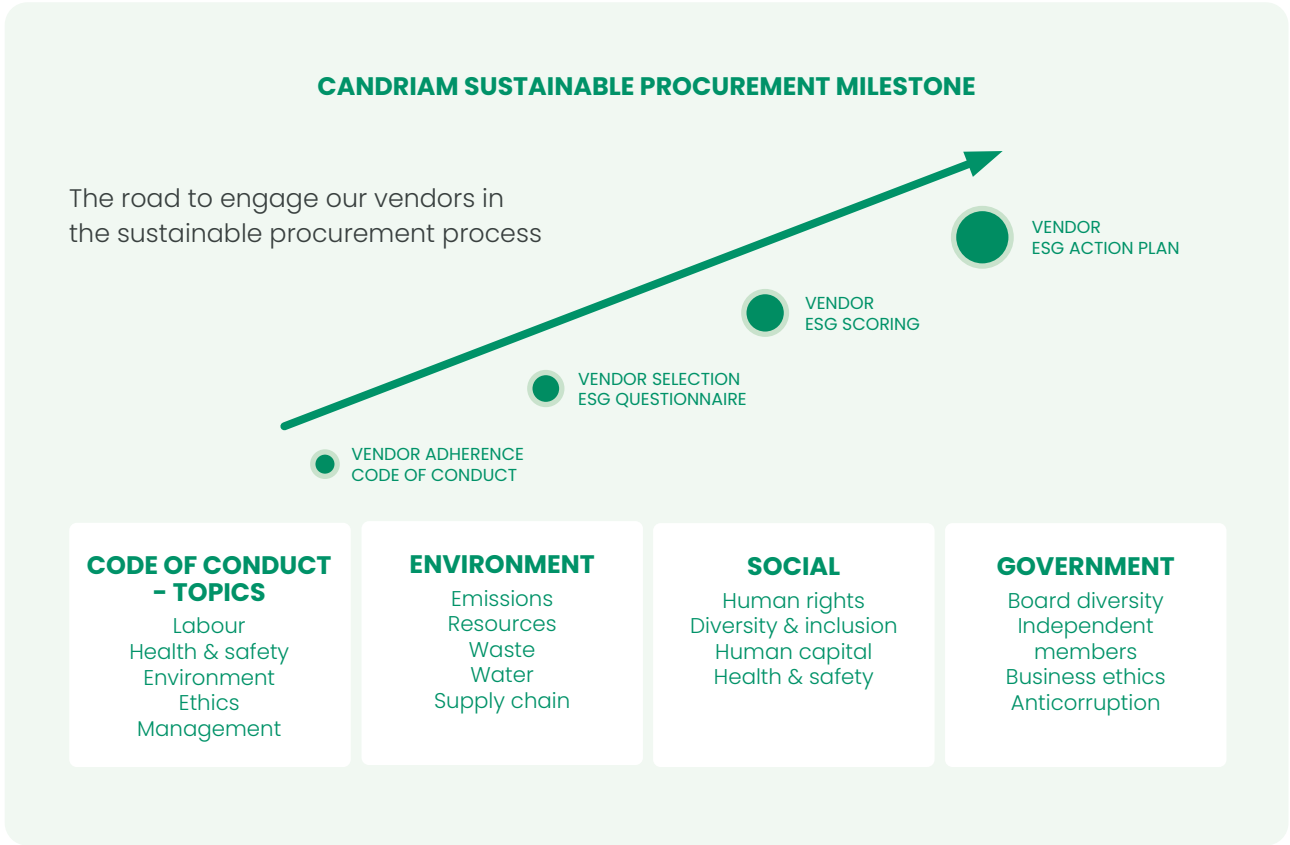 CANDRIAM SUSTAINABLE PROCUREMENT MILESTONE
The road to engage our vendors in
the sustainable procurement process
VENDOR
ESG ACTION PLAN
VENDOR
ESG SCORING
VENDOR SELECTION
ESG QUESTIONNAIRE
VENDOR ADHERENCE
CODE OF CONDUCT
CODE OF CONDUCT
- TOPICS
Labour
Health & safety
Environment
Ethics
Management
ENVIRONMENT
Emissions
Resources
Waste
Water
Supply chain
SOCIAL
Human rights
Diversity & inclusion
Human capital
Health & safety
GOVERNMENT
Board diversity
Independent
members
Business ethics
Anticorruption